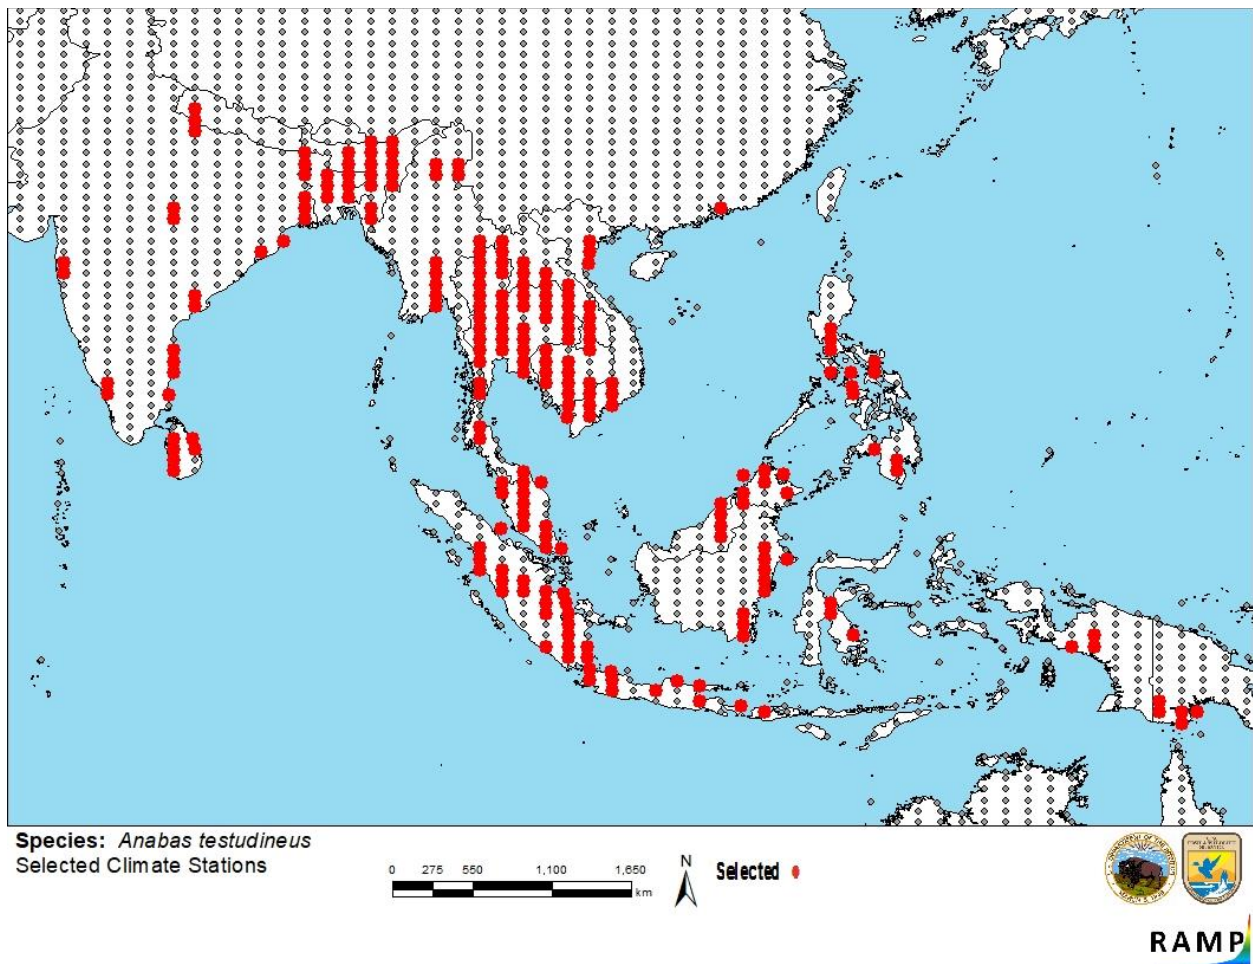 Species: Anabas testudineus
Selected Climate Stations
0 275 550 1,100 1,650
km
N
Selected
RAMP